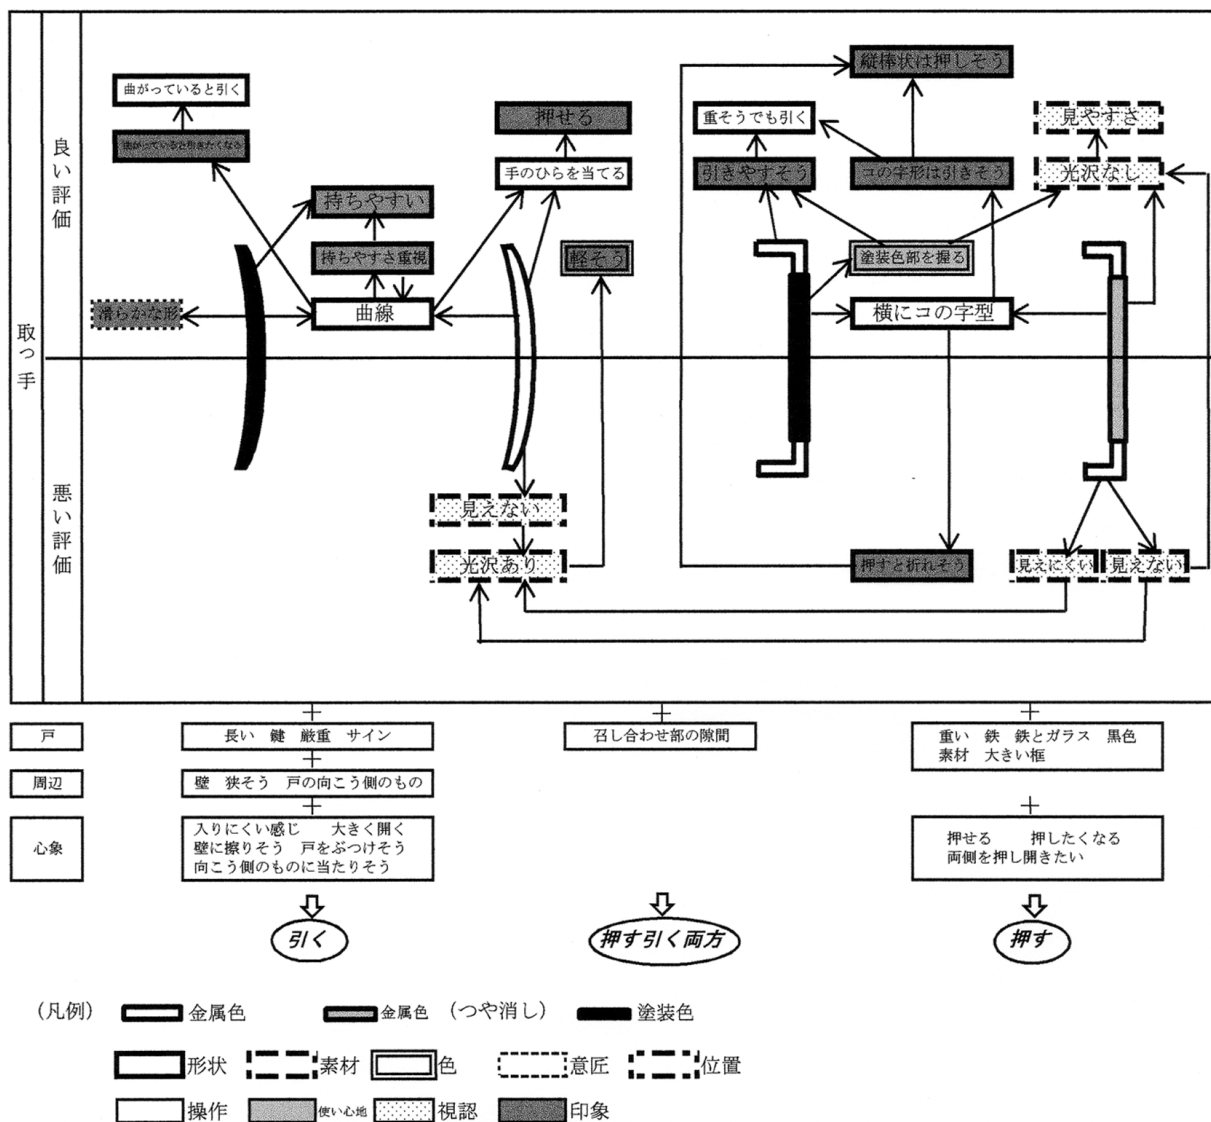 取っ手
良い評価
悪い評価
曲がっていると引く
曲がっていると引きたくなる
持ちやすい
持ちやすさ重視
滑らかな形
曲線
押せる
手のひらを当てる
軽そう
見えない
光沢あり
縦棒状は押しそう
重そうでも引く
引きやすそう
コの字形は引きそう
見やすさ
光沢なし
塗装色部を握る
横にコの字型
押すと折れそう
見えにくい
見えない
戸
長い 鍵 厳重 サイン
召し合わせ部の隙間
重い 鉄 鉄とガラス 黒色
素材 大きい框
周辺
壁 狭そう 戸の向こう側のもの
心象
入りにくい感じ 大きく開く
壁に擦りそう 戸をぶつけそう
向こう側のものに当たりそう
押せる 押したくなる
両側を押し開きたい
引く
押す引く両方
押す
(凡例) 金属色 金属色 (つや消し) 塗装色
形状 素材 色 意匠 位置
操作 使い心地 視認 印象